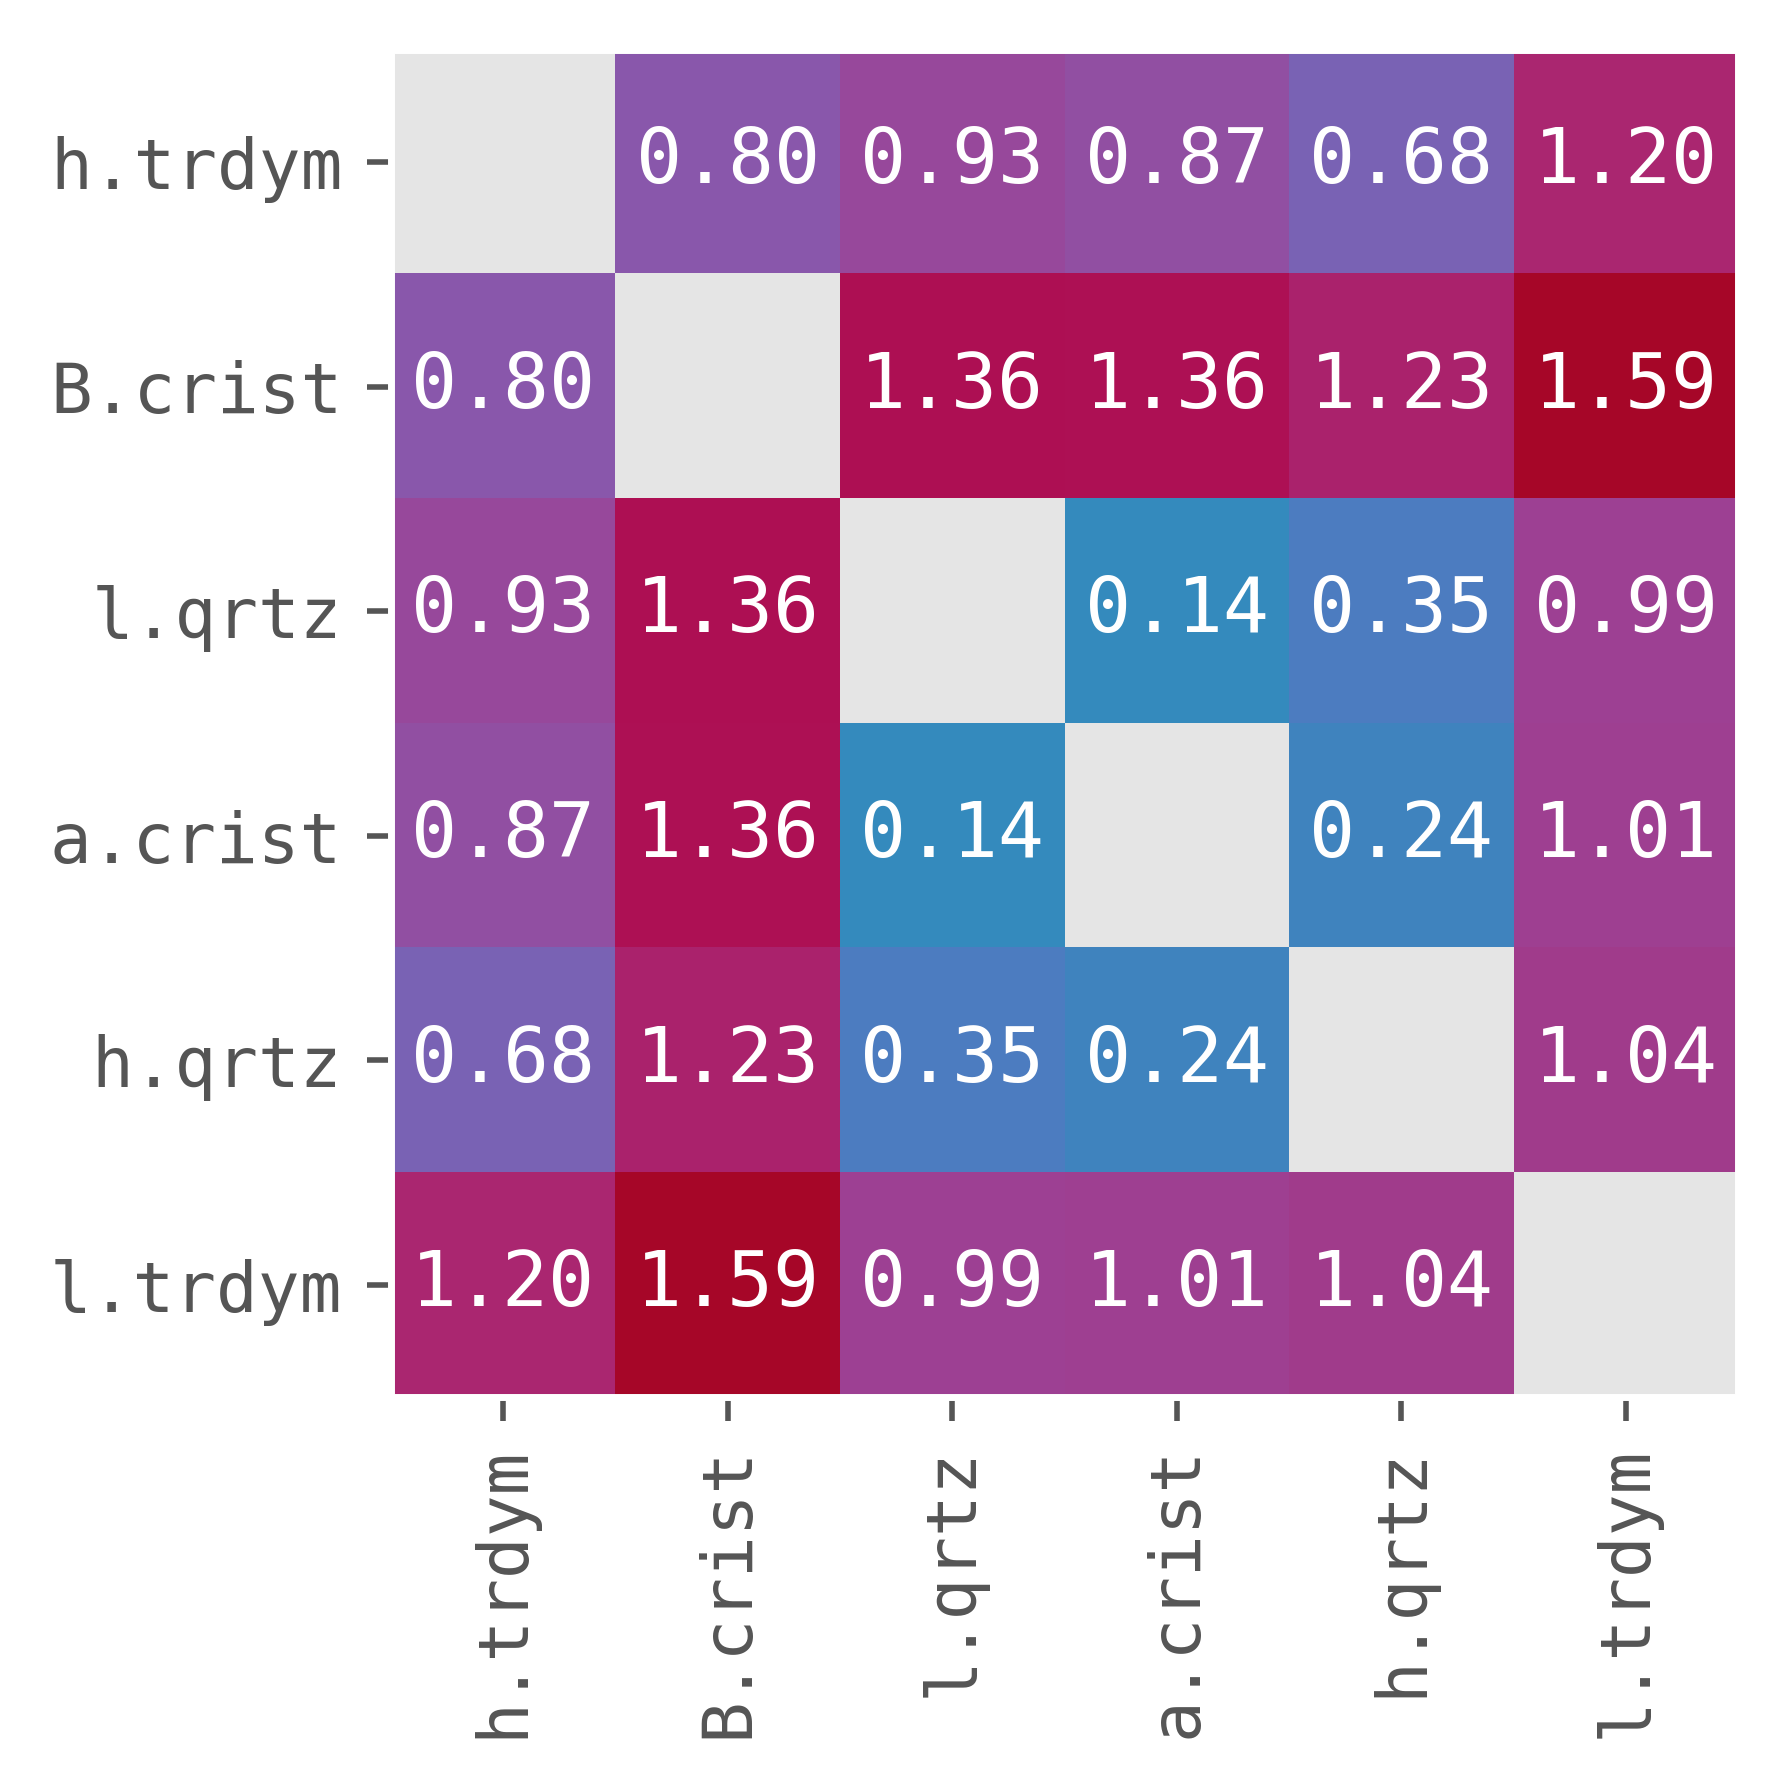 h.trdym 0.80 0.93 0.87 0.68 1.20
B.crist 0.80 1.36 1.36 1.23 1.59
l.qrtz 0.93 1.36 0.14 0.35 0.99
a.crist 0.87 1.36 0.14 0.24 1.01
h.qrtz 0.68 1.23 0.35 0.24 1.04
l.trdym 1.20 1.59 0.99 1.01 1.04
h.trdym
B.crist
l.qrtz
a.crist
h.qrtz
l.trdym